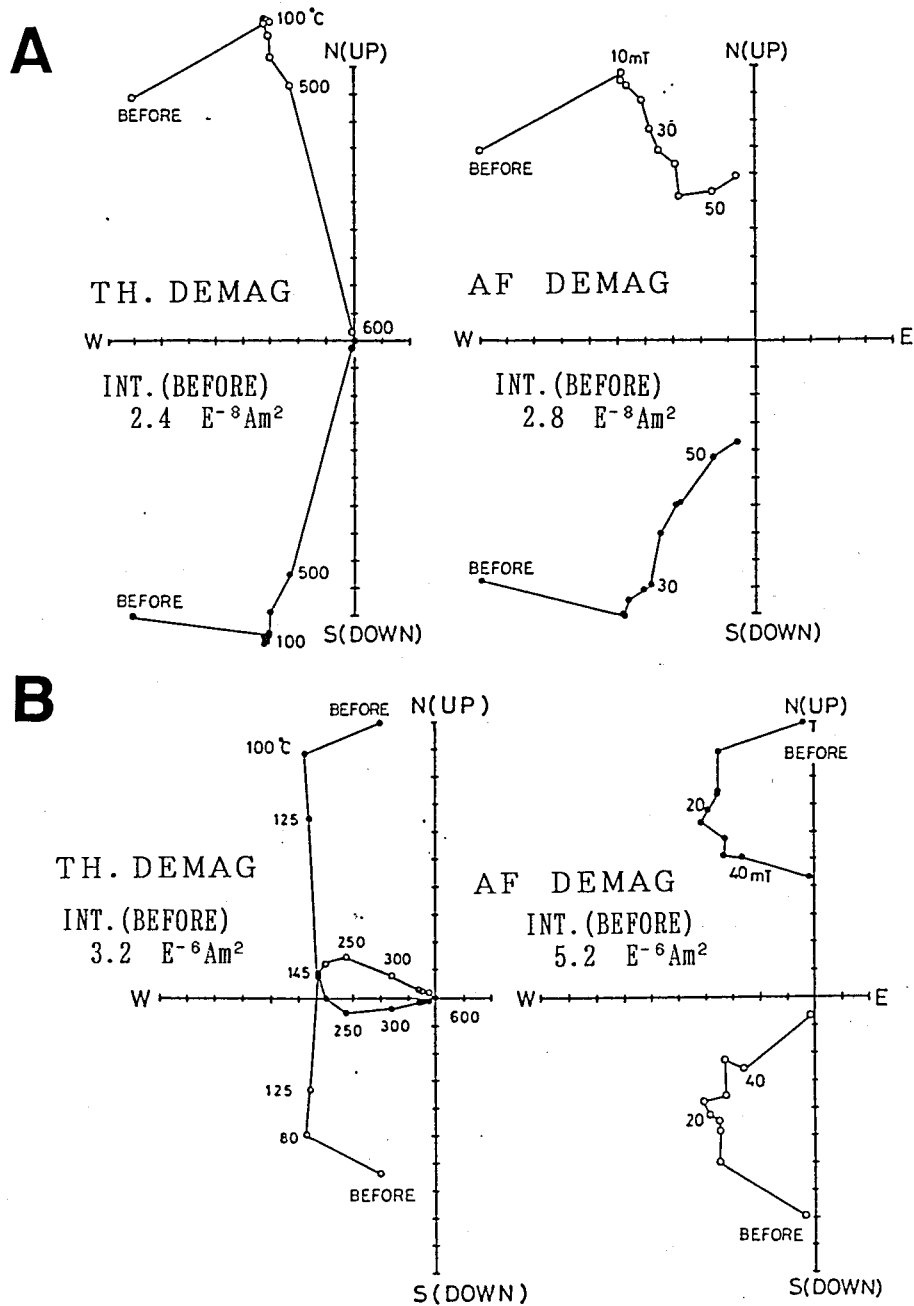 A
N(UP)
100°C
500
BEFORE
TH. DEMAG
W
600
INT.(BEFORE)
2.4 E⁻⁸Am²
500
BEFORE
100
S(DOWN)
N(UP)
10mT
30
BEFORE
50
AF DEMAG
W
E
INT.(BEFORE)
2.8 E⁻⁸Am²
50
BEFORE
30
S(DOWN)
B
N(UP)
BEFORE
100°C
125
TH. DEMAG
INT.(BEFORE)
3.2 E⁻⁶Am²
250
145
300
W
250
300
600
125
80
BEFORE
S(DOWN)
N(UP)
T
BEFORE
20
40mT
AF DEMAG
INT.(BEFORE)
5.2 E⁻⁶Am²
W
E
40
20
BEFORE
S(DOWN)